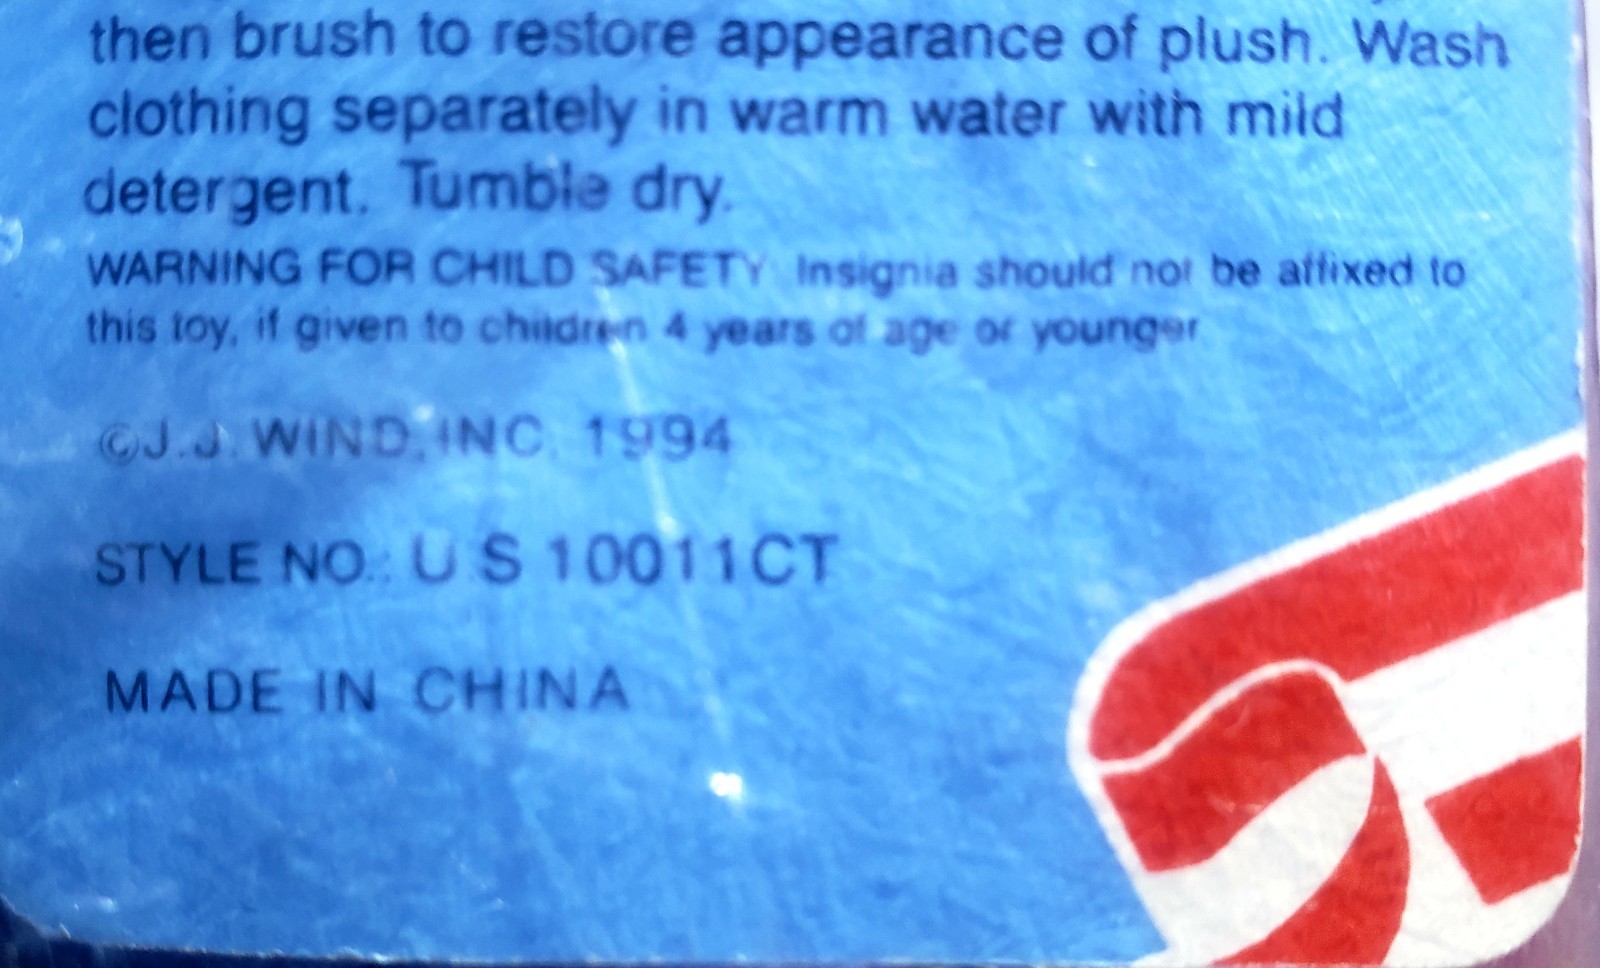 then brush to restore appearance of plush. Wash
clothing separately in warm water with mild
detergent. Tumble dry.
WARNING FOR CHILD SAFETY Insignia should not be affixed to
this toy, if given to children 4 years of age or younger
©J.J. WIND, INC. 1994
STYLE NO.: U S 10011CT
MADE IN CHINA